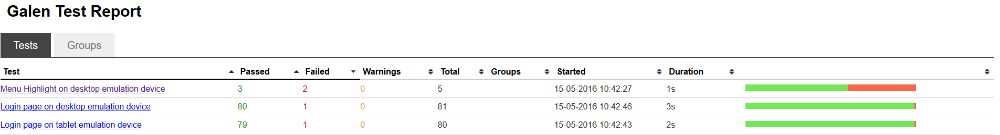 Galen Test Report
Tests Groups
Test Passed Failed Warnings Total Groups Started Duration
Menu Highlight on desktop emulation device 3 2 0 5 15-05-2016 10:42:27 1s
Login page on desktop emulation device 80 1 0 81 15-05-2016 10:42:46 3s
Login page on tablet emulation device 79 1 0 80 15-05-2016 10:42:43 2s